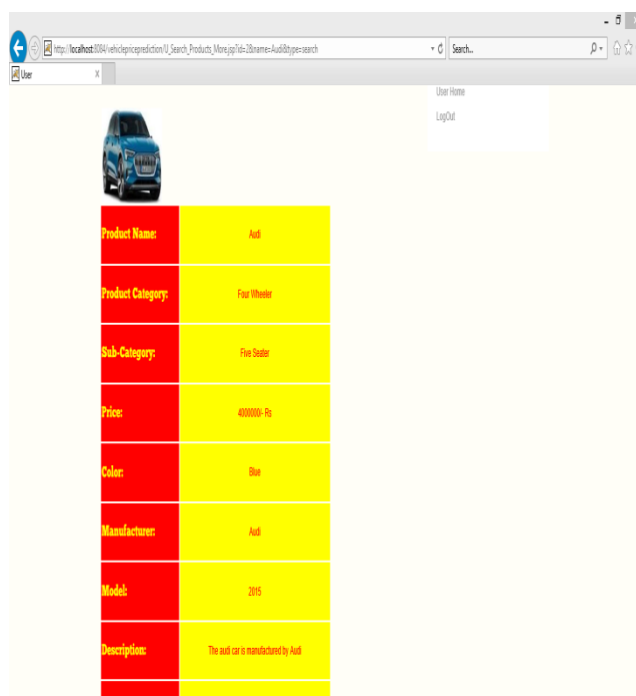 http://localhost:8084/vehiclepriceprediction/U_Search_Products_More.jsp?id=2&name=Audi&type=search
Search...
User X
User Home
LogOut
Product Name: Audi
Product Category: Four Wheeler
Sub-Category: Five Seater
Price: 4000000/- Rs
Color: Blue
Manufacturer: Audi
Model: 2015
Description: The audi car is manufactured by Audi